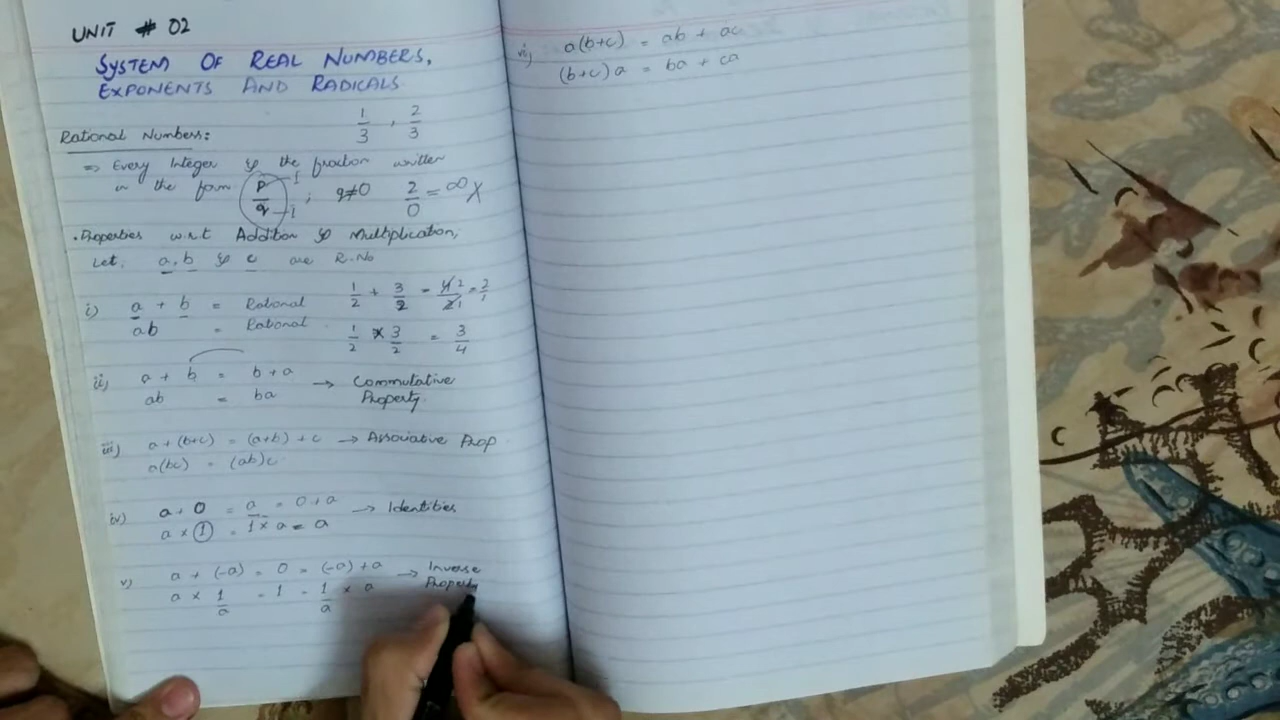 UNIT # 02
SYSTEM OF REAL NUMBERS,
EXPONENTS AND RADICALS
Rational Numbers: 1/3 , 2/3
⇒ Every Integer & the fraction written
in the form p/q ; q≠0 2/0 = ∞ X
1
1
• Properties w.r.t Addition & Multiplication,
Let, a, b & c are R.No
i) a + b = Rational 1/2 + 3/2 = 4/2 2/1 = 2/1
ab = Rational 1/2 × 3/2 = 3/4
ii) a + b = b + a → Commutative
ab = ba Property.
iii) a + (b+c) = (a+b) + c → Associative Prop
a(bc) = (ab)c
iv) a + 0 = a = 0 + a → Identities
a × 1 = 1 × a = a
v) a + (-a) = 0 = (-a) + a → Inverse
a × 1/a = 1 = 1/a × a Property
vi) a(b+c) = ab + ac
(b+c)a = ba + ca